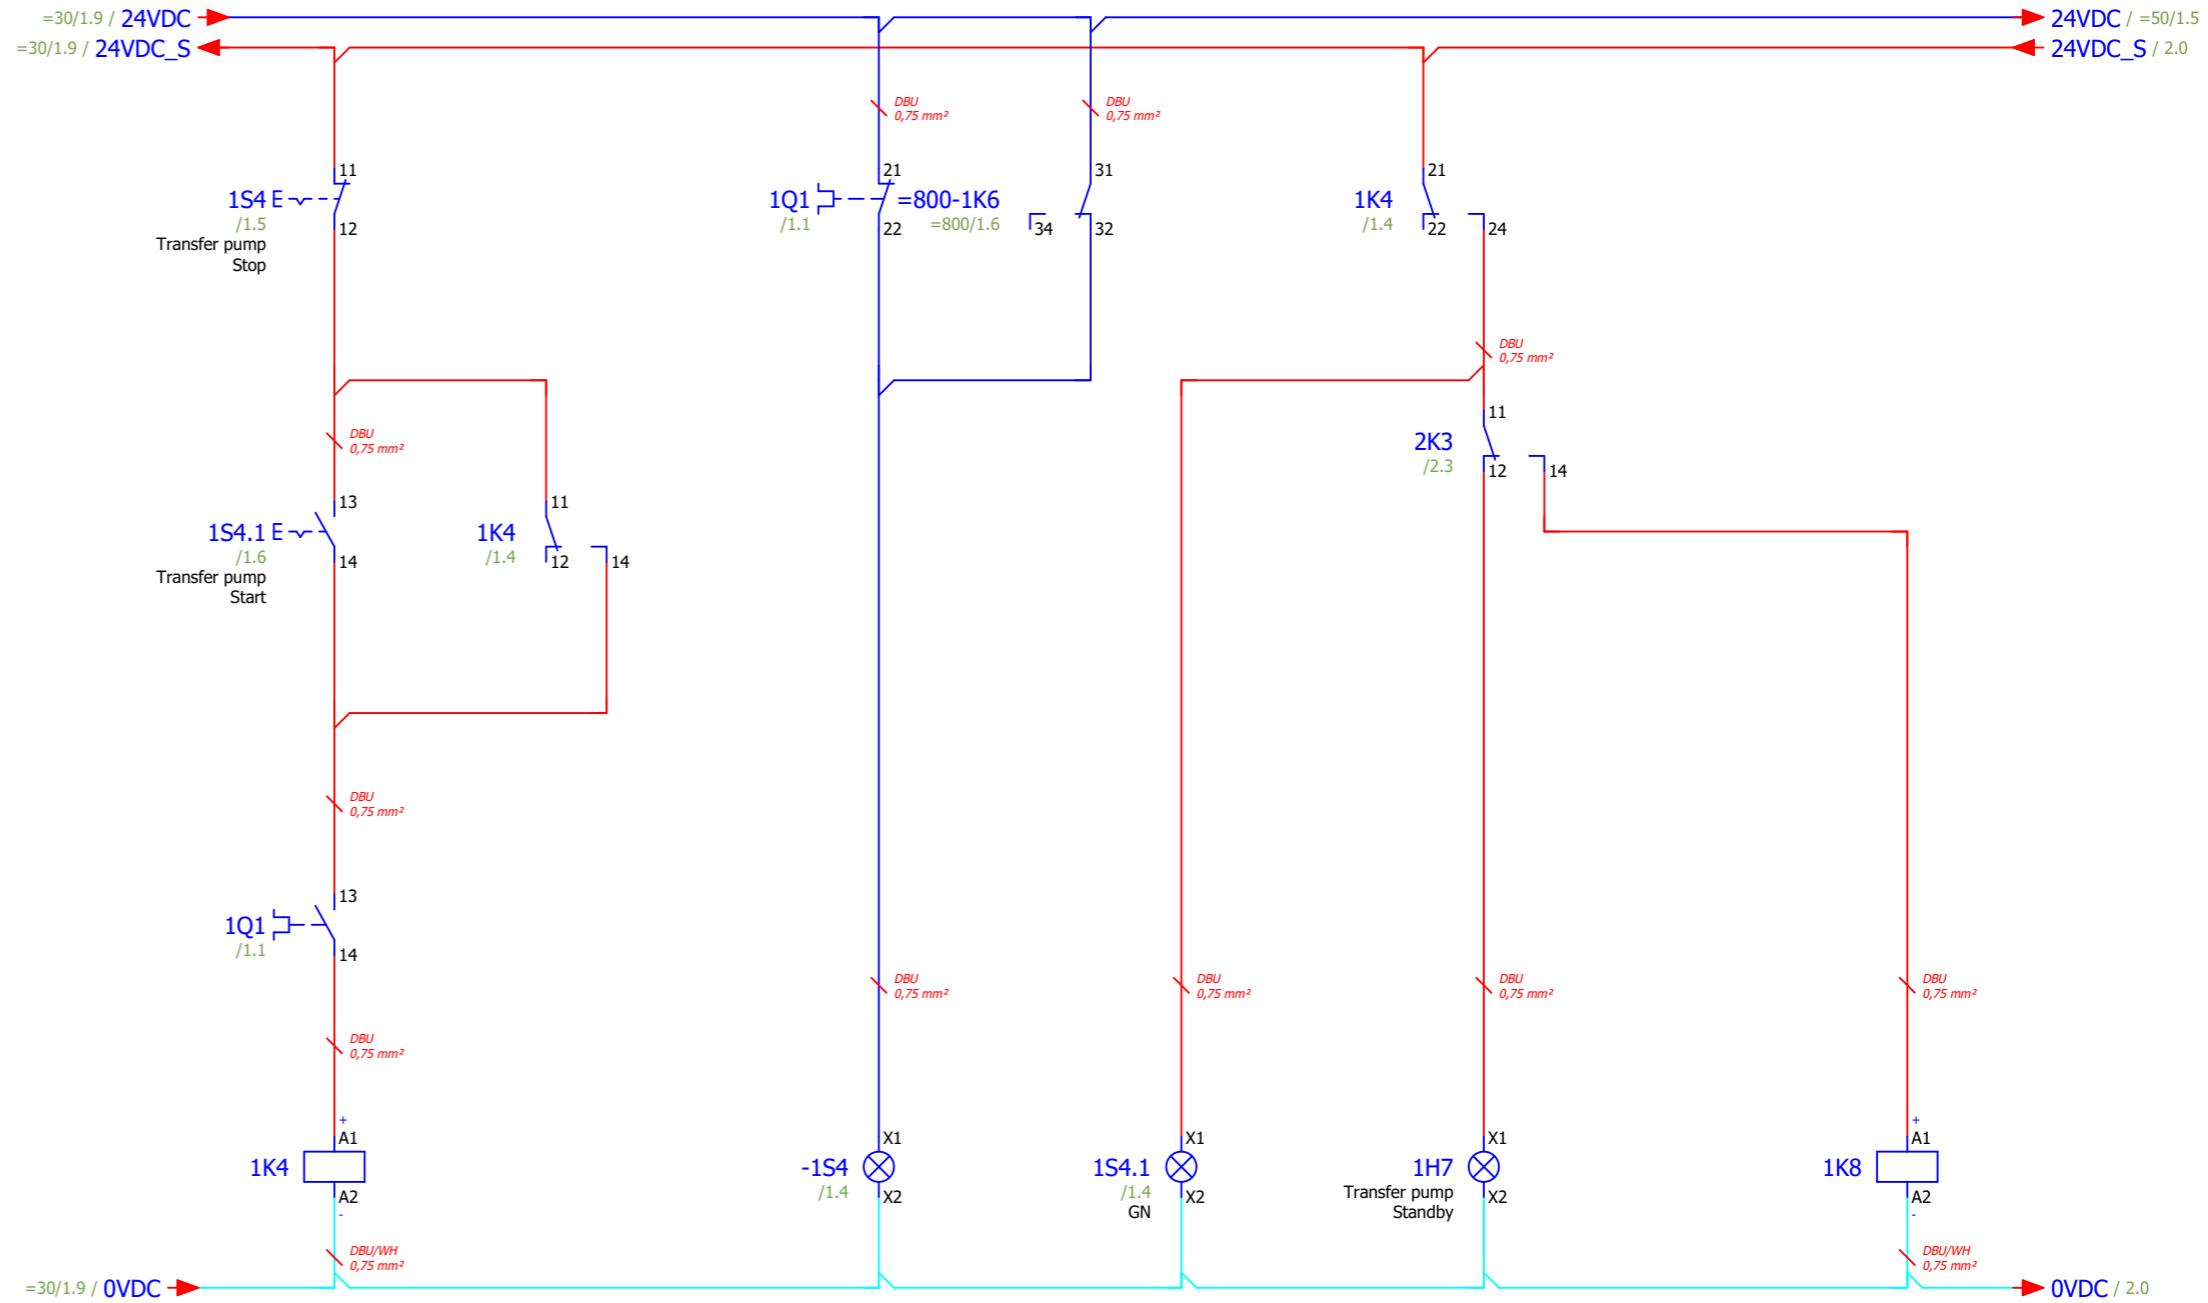 =30/1.9 / 24VDC
24VDC / =50/1.5
=30/1.9 / 24VDC_S
24VDC_S / 2.0
DBU
0,75 mm²
DBU
0,75 mm²
11
1S4
/1.5
12
Transfer pump
Stop
21
1Q1
/1.1
22
=800-1K6
=800/1.6
31
34
32
21
1K4
/1.4
22
24
DBU
0,75 mm²
DBU
0,75 mm²
11
2K3
/2.3
12
14
13
1S4.1
/1.6
14
Transfer pump
Start
11
1K4
/1.4
12
14
DBU
0,75 mm²
13
1Q1
/1.1
14
DBU
0,75 mm²
DBU
0,75 mm²
DBU
0,75 mm²
DBU
0,75 mm²
DBU
0,75 mm²
+
A1
1K4
A2
-
X1
-1S4
/1.4
X2
X1
1S4.1
/1.4
X2
GN
X1
1H7
X2
Transfer pump
Standby
+
A1
1K8
A2
-
DBU/WH
0,75 mm²
DBU/WH
0,75 mm²
=30/1.9 / 0VDC
0VDC / 2.0